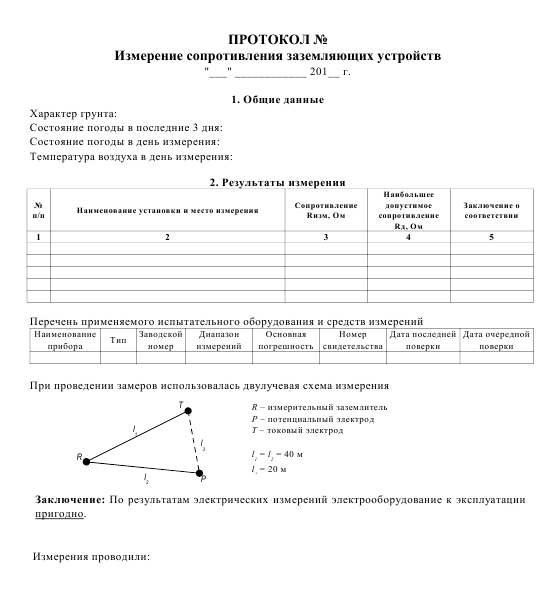 ПРОТОКОЛ №
Измерение сопротивления заземляющих устройств
"___" ____________ 201__ г.
1. Общие данные
Характер грунта:
Состояние погоды в последние 3 дня:
Состояние погоды в день измерения:
Температура воздуха в день измерения:
2. Результаты измерения
№ п/п Наименование установки и место измерения Сопротивление Rизм, Ом Наибольшее допустимое сопротивление Rд, Ом Заключение о соответствии
1 2 3 4 5
Перечень применяемого испытательного оборудования и средств измерений
Наименование прибора Тип Заводской номер Диапазон измерений Основная погрешность Номер свидетельства Дата последней поверки Дата очередной поверки
При проведении замеров использовалась двулучевая схема измерения
T
l1
l3
R
l2
P
R – измерительный заземлитель
P – потенциальный электрод
T – токовый электрод
l1 = l2 = 40 м
l3 = 20 м
Заключение: По результатам электрических измерений электрооборудование к эксплуатации
пригодно.
Измерения проводили: